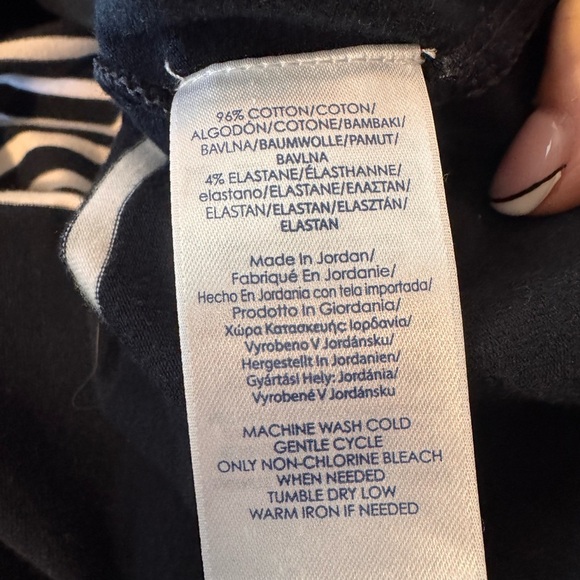 96% COTTON/COTON/
ALGODÓN/COTONE/BAMBAKI/
BAVLNA/BAUMWOLLE/PAMUT/
BAVLNA
4% ELASTANE/ÉLASTHANNE/
elastano/ELASTANE/ΕΛΑΣΤΑΝ/
ELASTAN/ELASTAN/ELASZTÁN/
ELASTAN
Made In Jordan/
Fabriqué En Jordanie/
Hecho En Jordania con tela importada/
Prodotto In Giordania/
Χώρα Κατασκευής: Ιορδανία/
Vyrobeno V Jordánsku/
Hergestellt In Jordanien/
Gyártási Hely: Jordánia/
Vyrobené V Jordánsku
MACHINE WASH COLD
GENTLE CYCLE
ONLY NON-CHLORINE BLEACH
WHEN NEEDED
TUMBLE DRY LOW
WARM IRON IF NEEDED